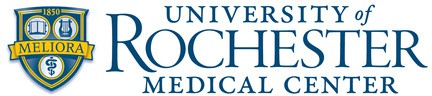 1850
MELIORA
UNIVERSITY of
ROCHESTER
MEDICAL CENTER